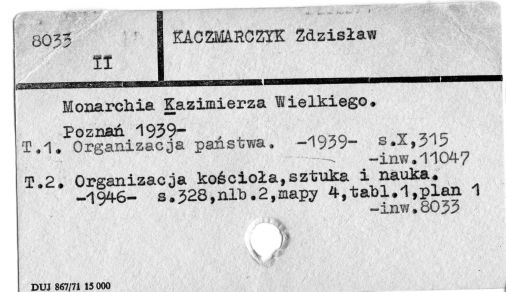 8033
II
KACZMARCZYK Zdzisław
Monarchia Kazimierza Wielkiego.
Poznań 1939-
T.1. Organizacja państwa. -1939- s.X,315
-inw.11047
T.2. Organizacja kościoła,sztuka i nauka.
-1946- s.328,nlb.2,mapy 4,tabl.1,plan 1
-inw.8033
DUJ 867/71 15 000